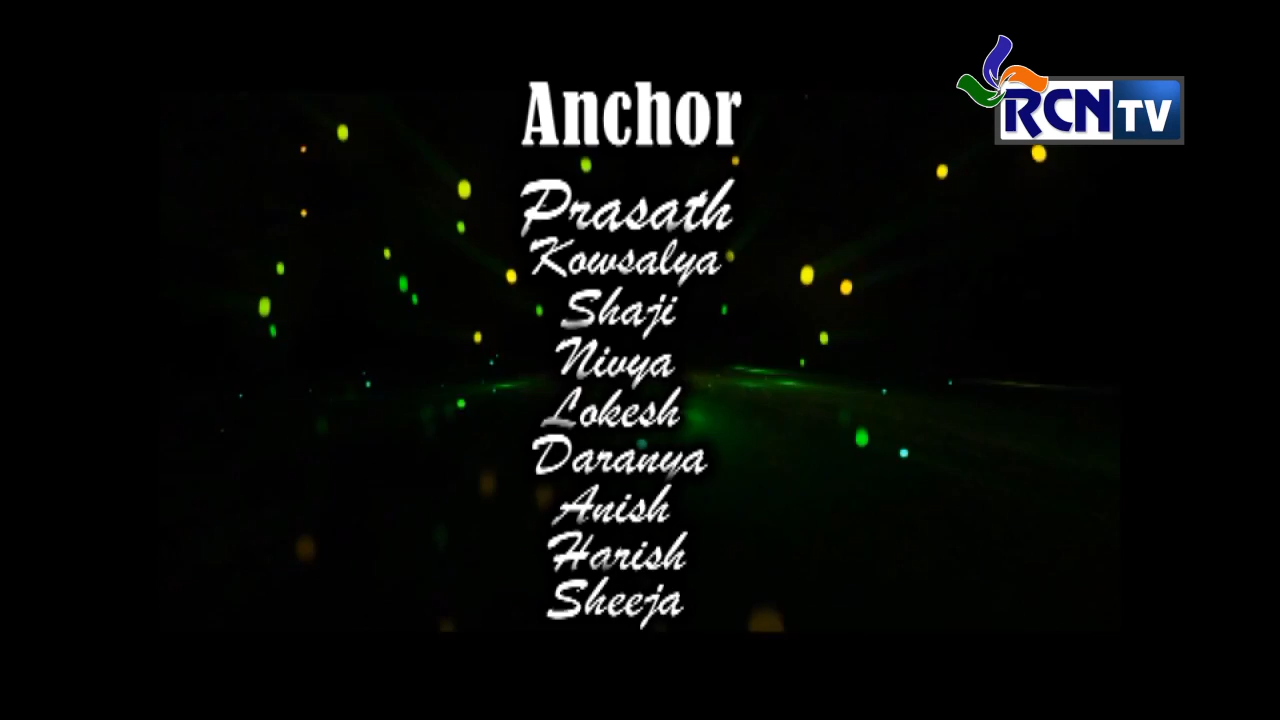 RCN TV
Anchor
Prasath
Kowsalya
Shaji
Nivya
Lokesh
Daranya
Anish
Harish
Sheeja